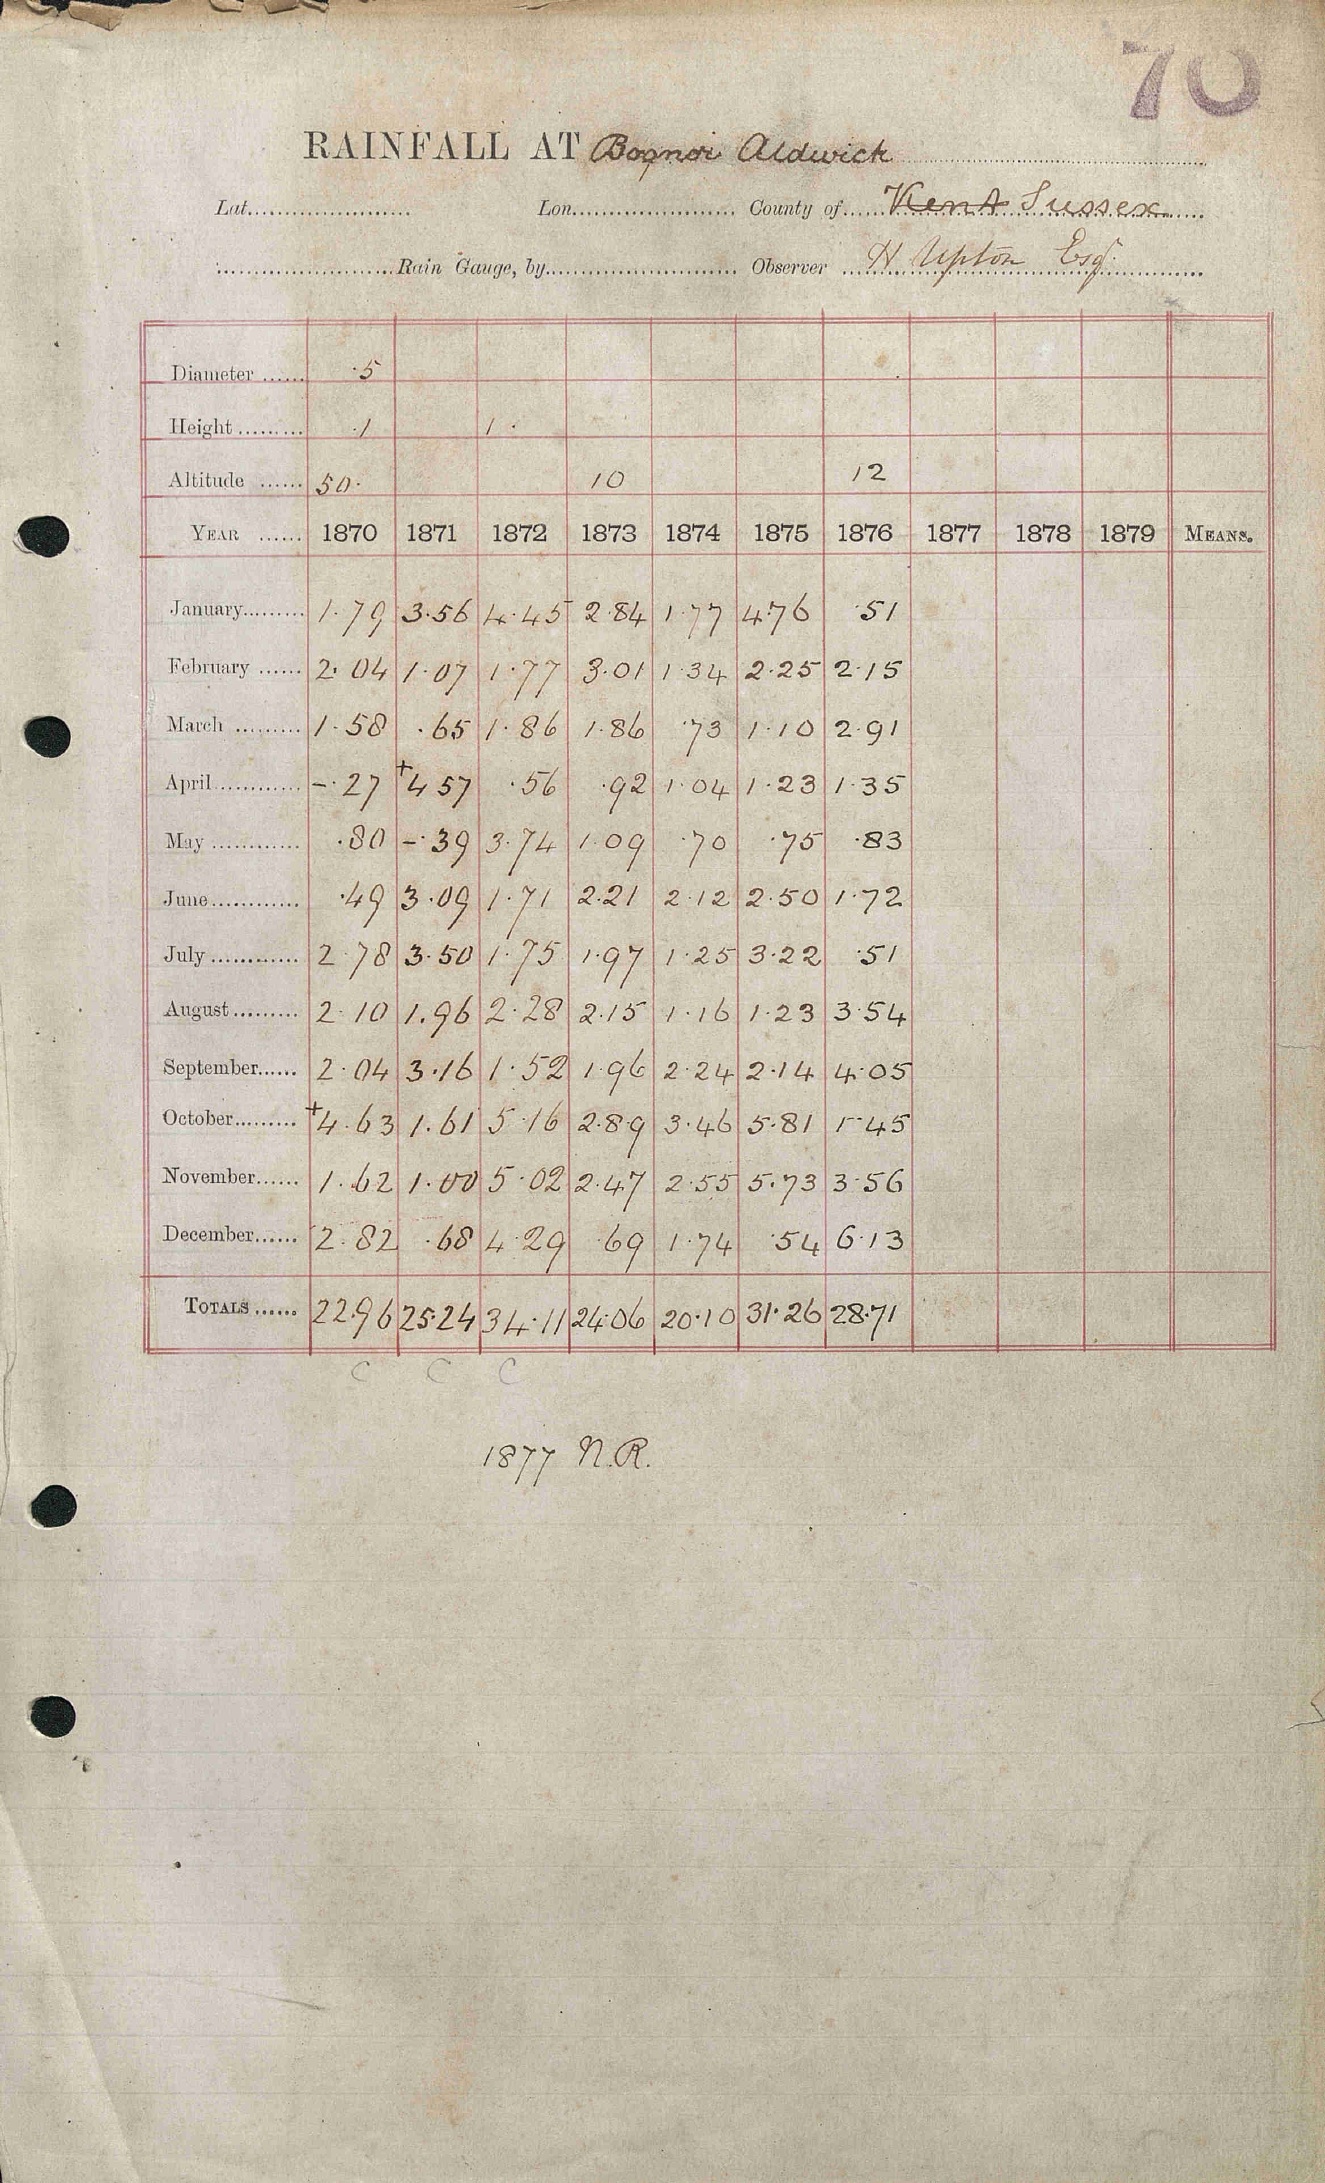 70
RAINFALL AT Bognor Aldwick
Lat. Lon. County of Kent Sussex
Rain Gauge, by Observer H Upton Esq.
Diameter ·5
Height ·1 1·
Altitude 50· 10 12
YEAR 1870 1871 1872 1873 1874 1875 1876 1877 1878 1879 MEANS.
January 1·79 3·56 4·45 2·84 1·77 4·76 ·51
February 2·04 1·07 1·77 3·01 1·34 2·25 2·15
March 1·58 ·65 1·86 1·86 ·73 1·10 2·91
April -·27 +4 57 ·56 ·92 1·04 1·23 1·35
May ·80 -·39 3·74 1·09 ·70 ·75 ·83
June ·49 3·09 1·71 2·21 2·12 2·50 1·72
July 2·78 3·50 1·75 1·97 1·25 3·22 ·51
August 2·10 1·96 2·28 2·15 1·16 1·23 3·54
September 2·04 3·16 1·52 1·96 2·24 2·14 4·05
October +4·63 1·61 5·16 2·89 3·46 5·81 1·45
November 1·62 1·00 5·02 2·47 2·55 5·73 3·56
December 2·82 ·68 4·29 ·69 1·74 ·54 6·13
TOTALS 22·96 25·24 34·11 24·06 20·10 31·26 28·71
C C C
1877 N.R.